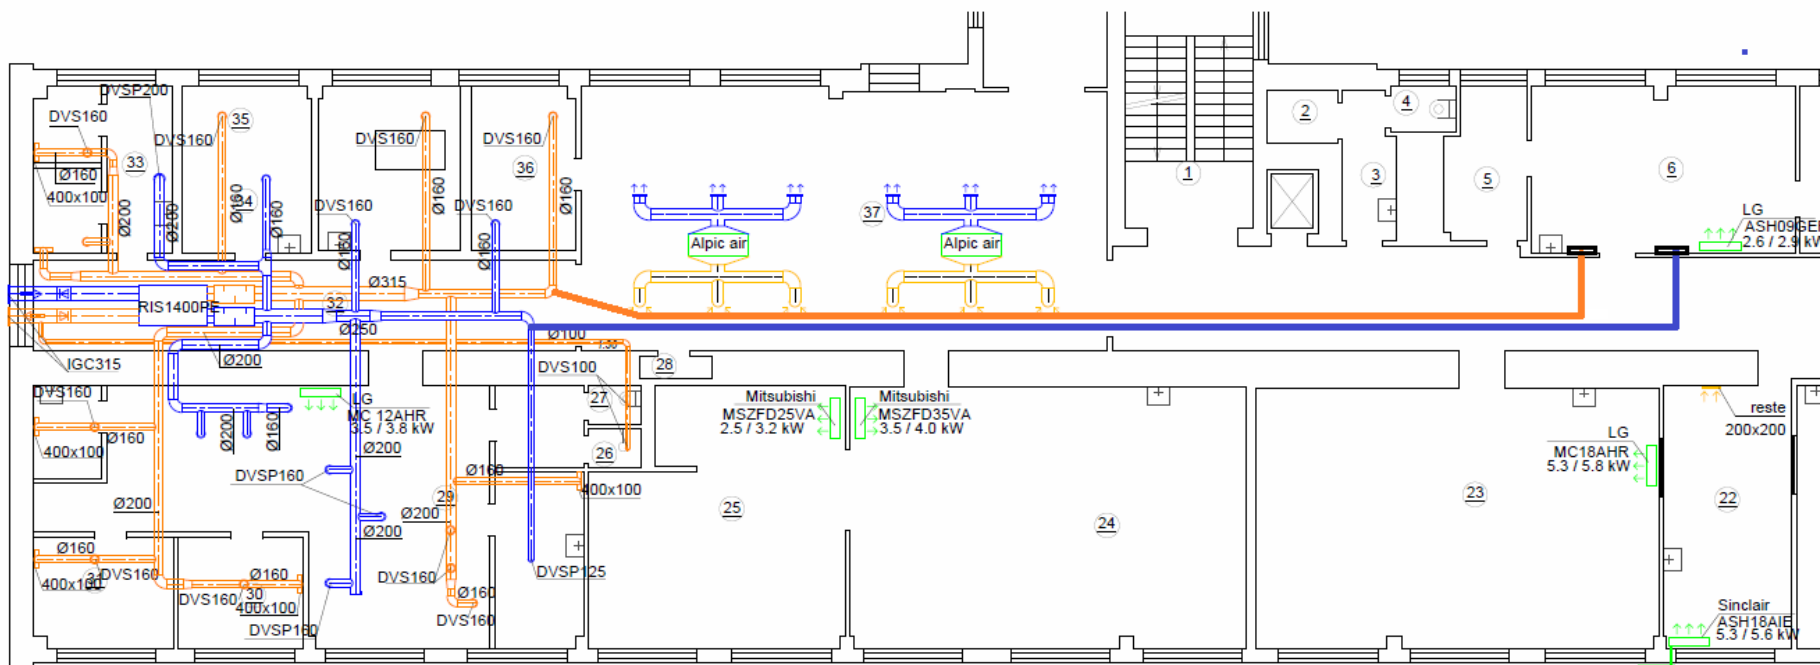 DVSP200
DVS160
33
Ø160
400x100
Ø200
Ø200
DVS160
35
Ø160
34
Ø160
DVS160
Ø160
DVS160
Ø160
DVS160
36
Ø160
DVS160
Ø160
Alpic air
37
Alpic air
1
2
3
4
5
6
LG
ASH09GE
2.6 / 2.9 kW
RIS1400PE
32
Ø315
Ø250
Ø200
Ø100
1.30
IGC315
28
DVS100
27
26
DVS160
Ø160
400x100
Ø200
Ø160
LG
MC 12AHR
3.5 / 3.8 kW
Ø200
DVSP160
29
Ø160
400x100
Ø200
Ø200
Ø200
Mitsubishi
MSZFD25VA
2.5 / 3.2 kW
Mitsubishi
MSZFD35VA
3.5 / 4.0 kW
25
24
23
LG
MC18AHR
5.3 / 5.8 kW
reste
200x200
22
Ø160
DVS160
31
400x100
Ø160
DVS160
30
400x100
DVSP160
DVS160
Ø160
DVS160
DVSP125
Sinclair
ASH18AIE
5.3 / 5.6 kW